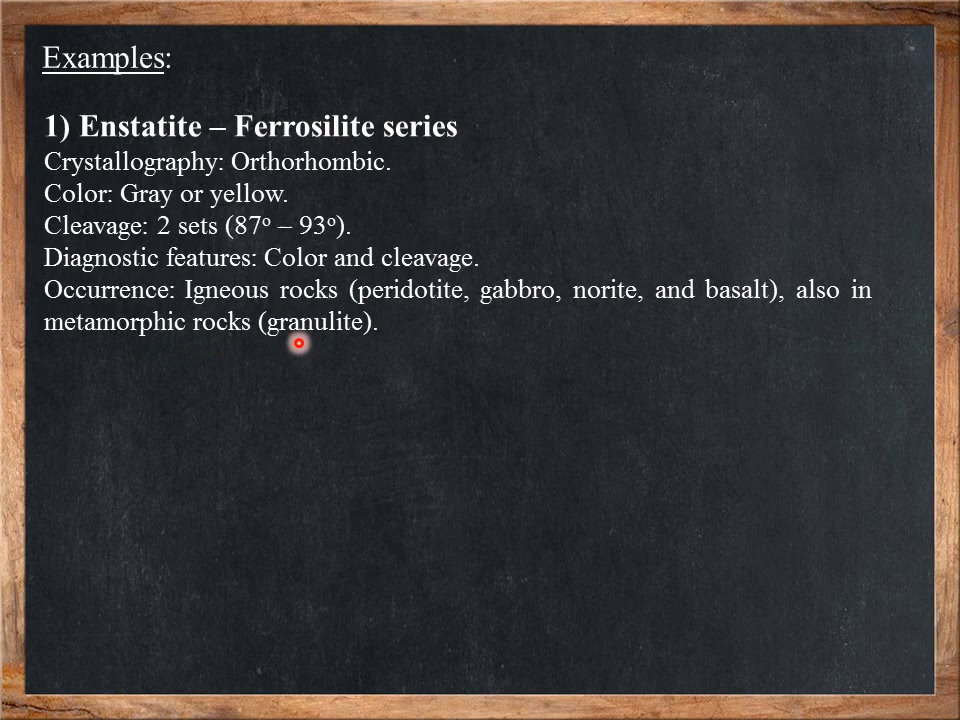 Examples:
1) Enstatite – Ferrosilite series
Crystallography: Orthorhombic.
Color: Gray or yellow.
Cleavage: 2 sets (87º – 93º).
Diagnostic features: Color and cleavage.
Occurrence: Igneous rocks (peridotite, gabbro, norite, and basalt), also in
metamorphic rocks (granulite).